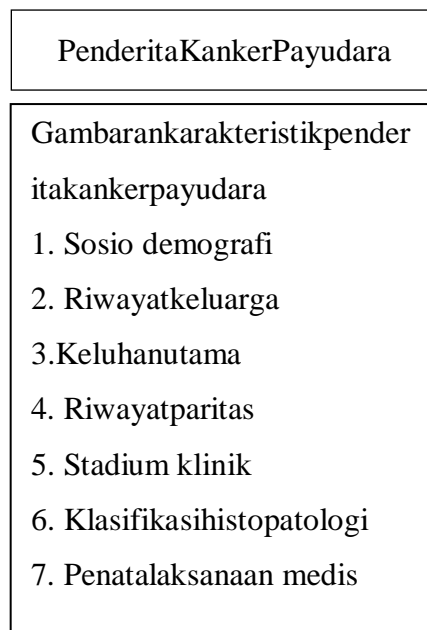 PenderitaKankerPayudara
Gambarankarakteristikpender
itakankerpayudara
1. Sosio demografi
2. Riwayatkeluarga
3.Keluhanutama
4. Riwayatparitas
5. Stadium klinik
6. Klasifikasihistopatologi
7. Penatalaksanaan medis